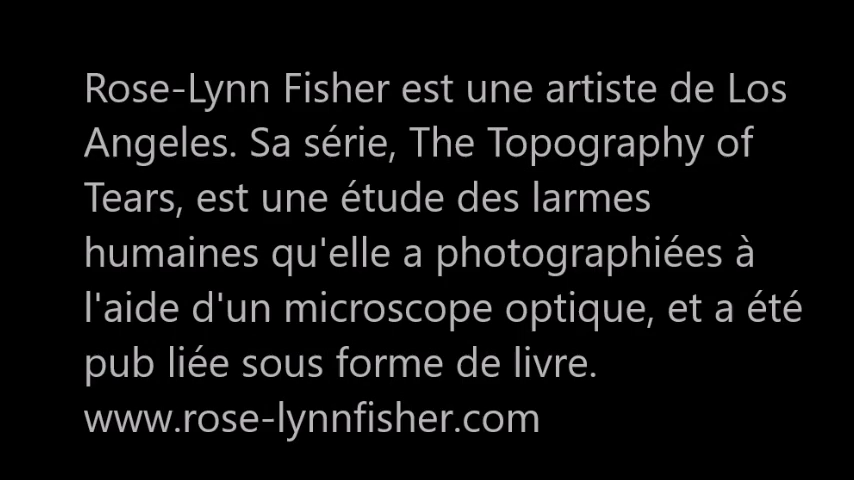 Rose-Lynn Fisher est une artiste de Los
Angeles. Sa série, The Topography of
Tears, est une étude des larmes
humaines qu'elle a photographiées à
l'aide d'un microscope optique, et a été
pub liée sous forme de livre.
www.rose-lynnfisher.com